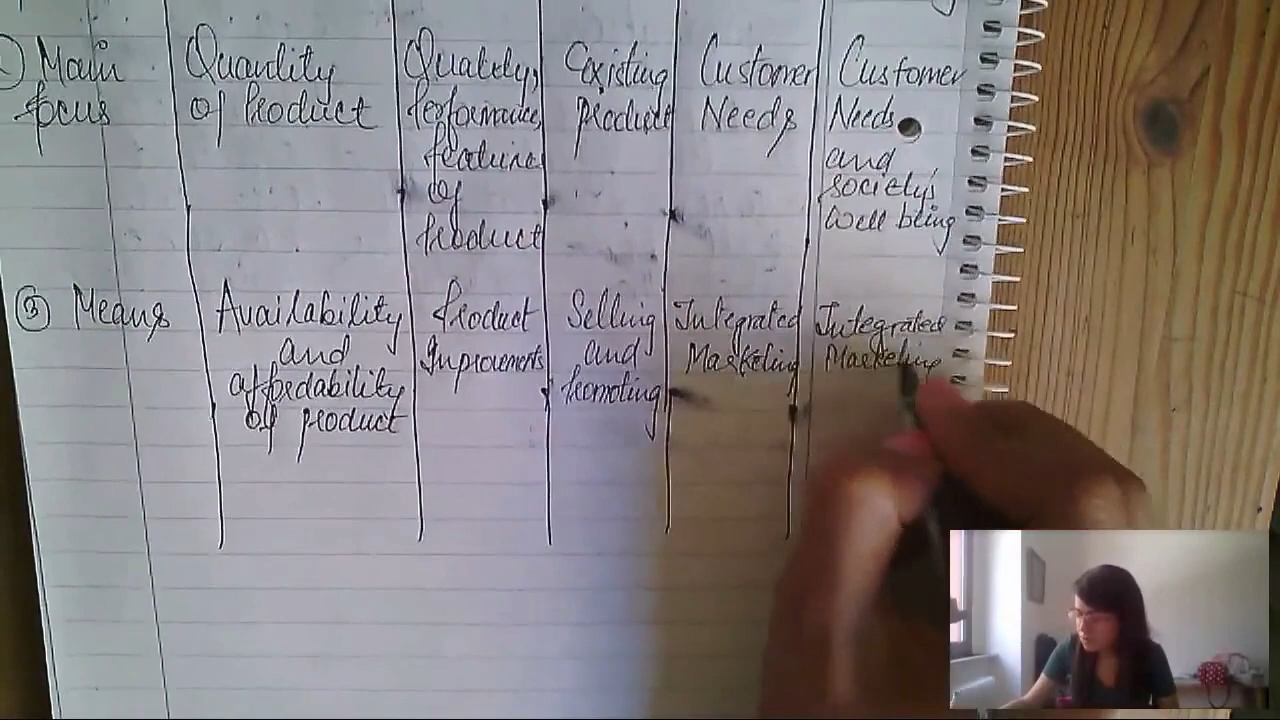 Main focus
Quantity of Product
Quality, Performance, features of product
Existing Product
Customer Needs
Customer Needs and society's well being
③ Means
Availability and affordability of product
Product Improvements
Selling and Promoting
Integrated Marketing
Integrated Marketing